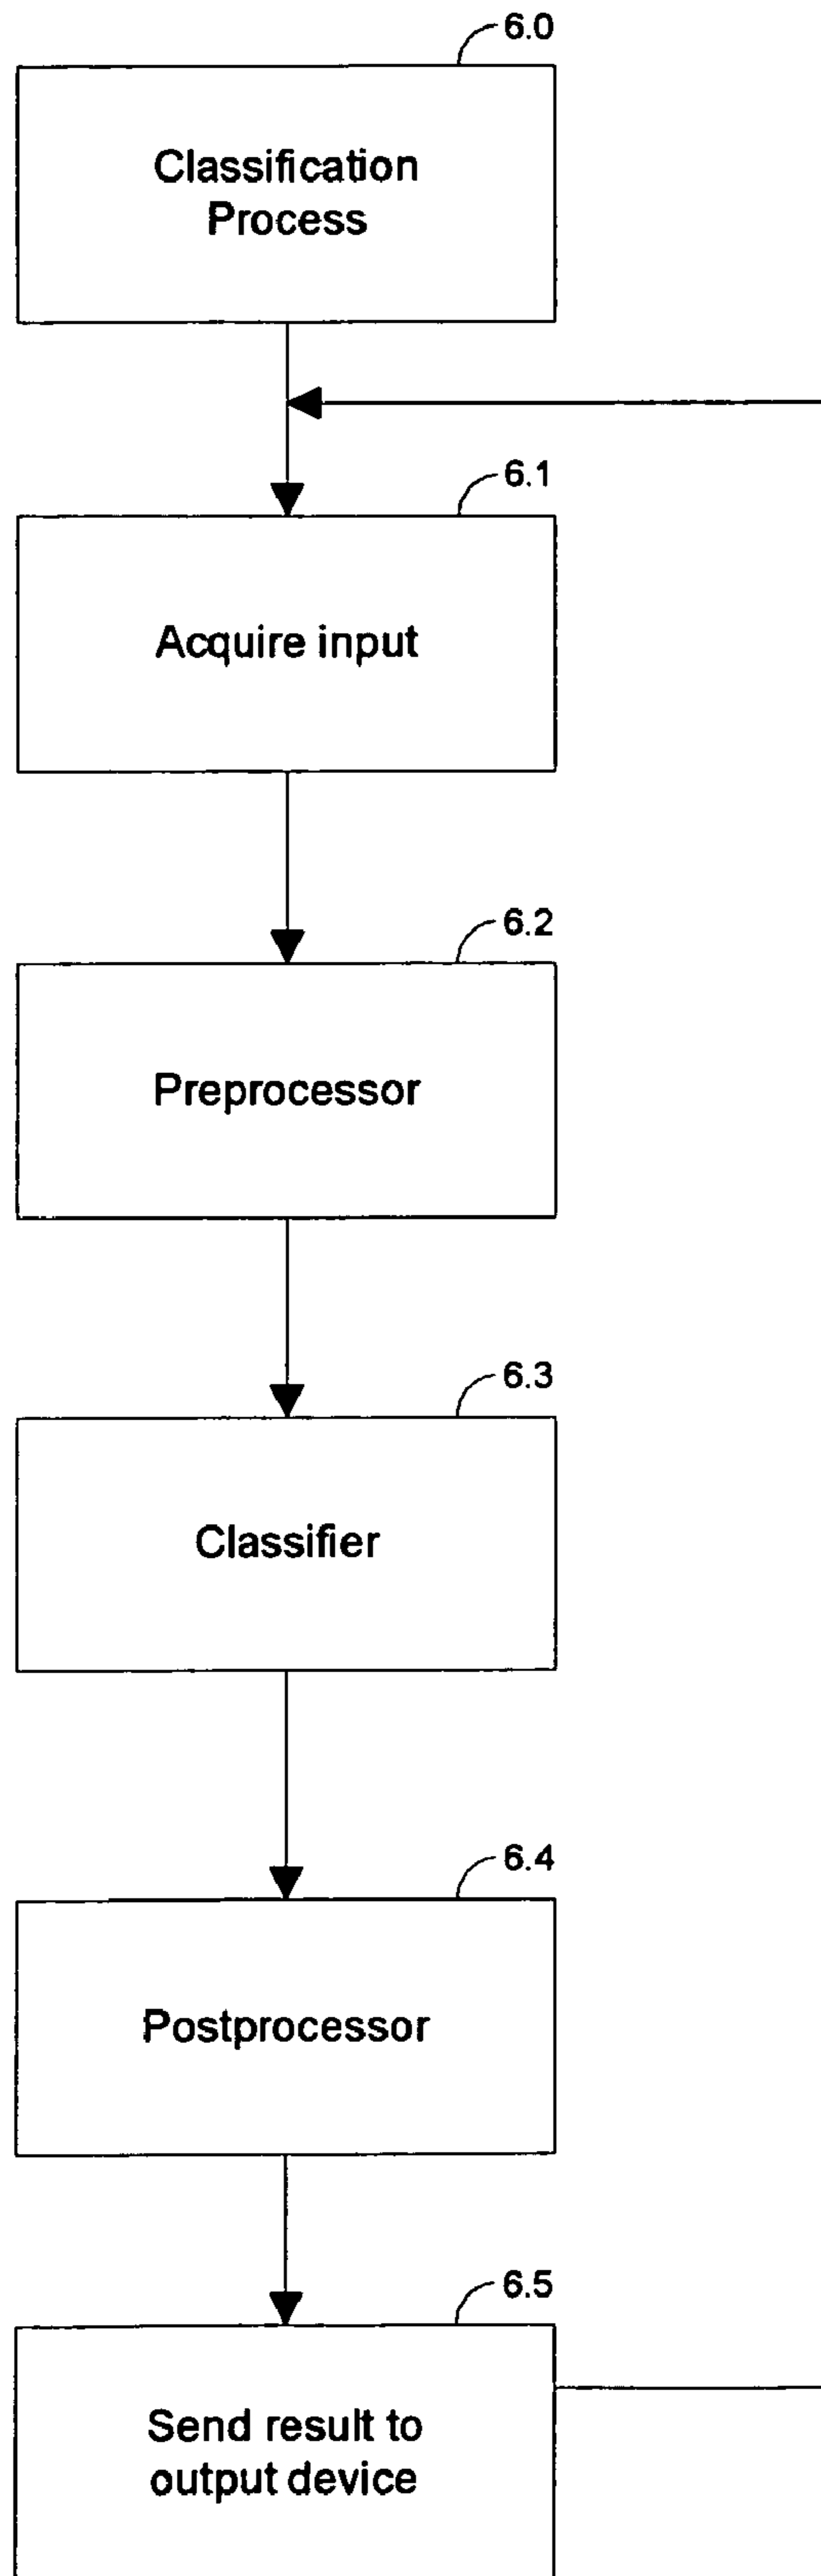 6.0
Classification
Process
6.1
Acquire input
6.2
Preprocessor
6.3
Classifier
6.4
Postprocessor
6.5
Send result to
output device